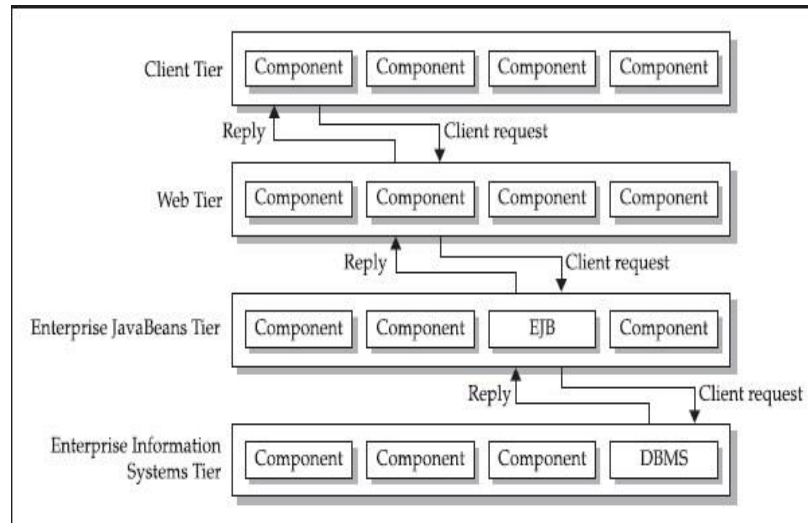 Client Tier
Component Component Component Component
Reply
Client request
Web Tier
Component Component Component Component
Reply
Client request
Enterprise JavaBeans Tier
Component Component EJB Component
Reply
Client request
Enterprise Information
Systems Tier
Component Component Component DBMS